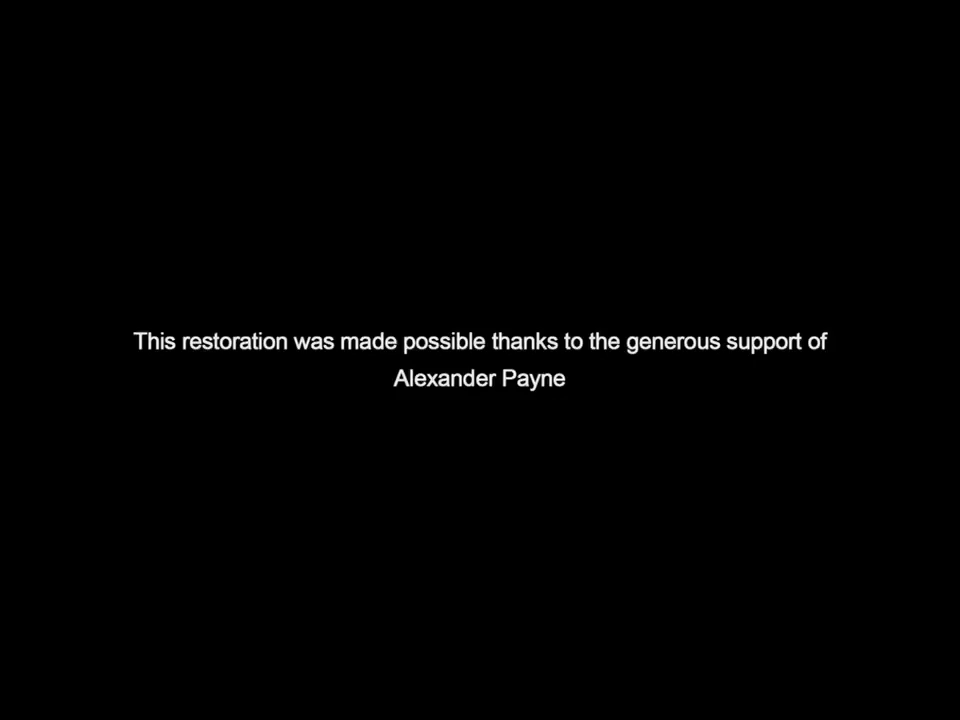 This restoration was made possible thanks to the generous support of
Alexander Payne